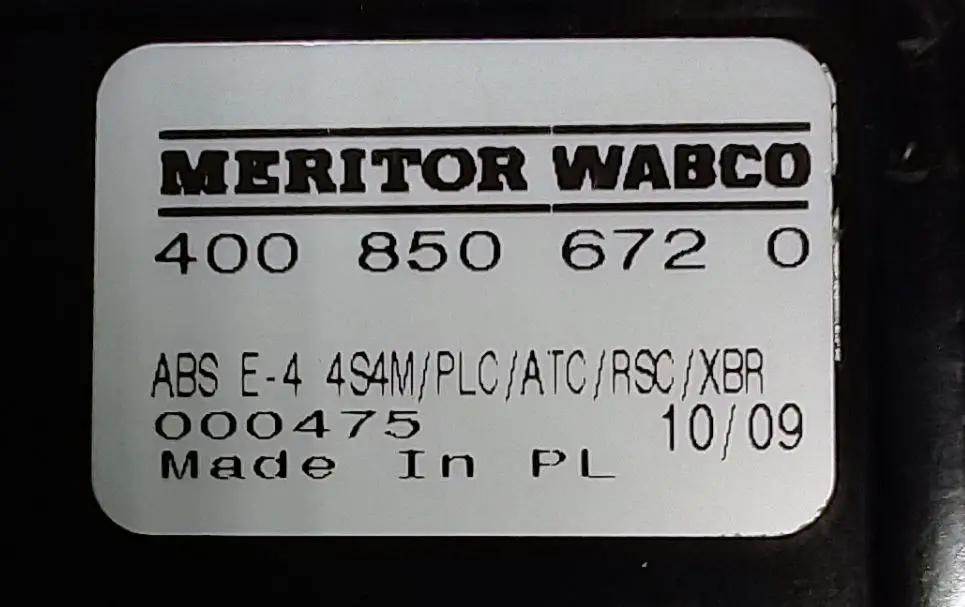 MERITOR WABCO
400 850 672 0
ABS E-4 4S4M/PLC/ATC/RSC/XBR
000475 10/09
Made In PL